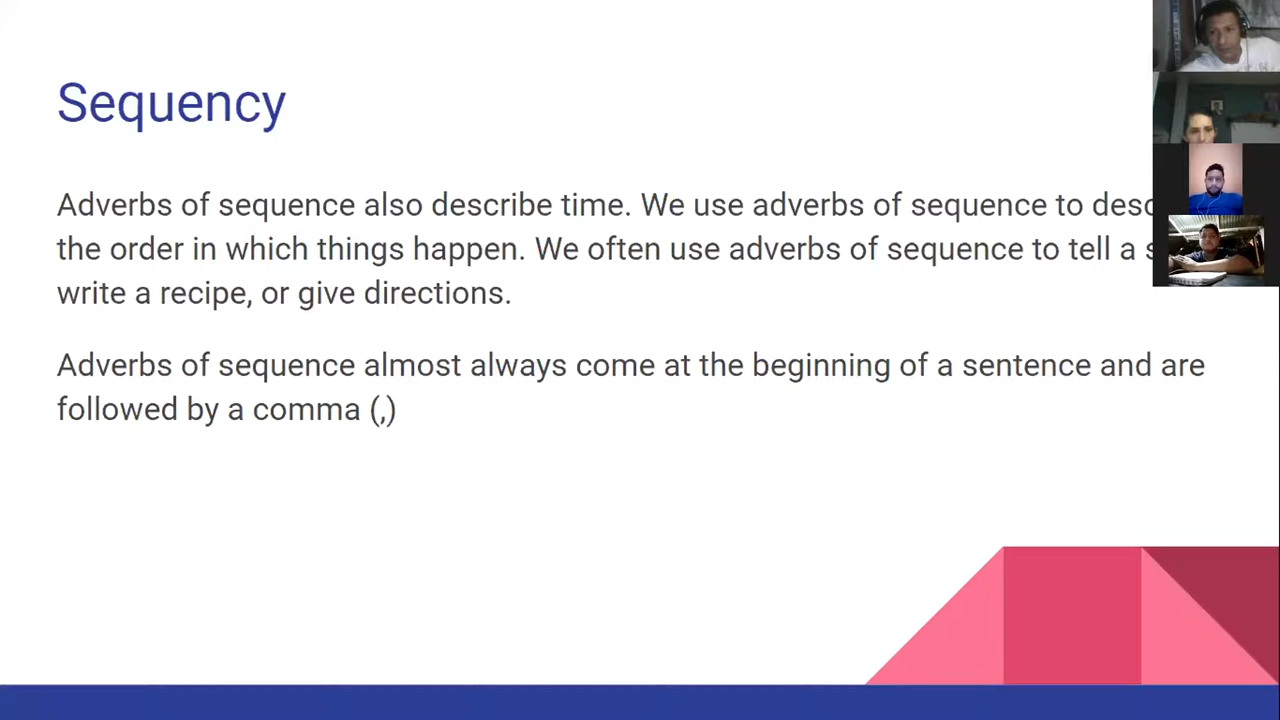 Sequency
Adverbs of sequence also describe time. We use adverbs of sequence to
the order in which things happen. We often use adverbs of sequence to tell a
write a recipe, or give directions.
Adverbs of sequence almost always come at the beginning of a sentence and are
followed by a comma (,)